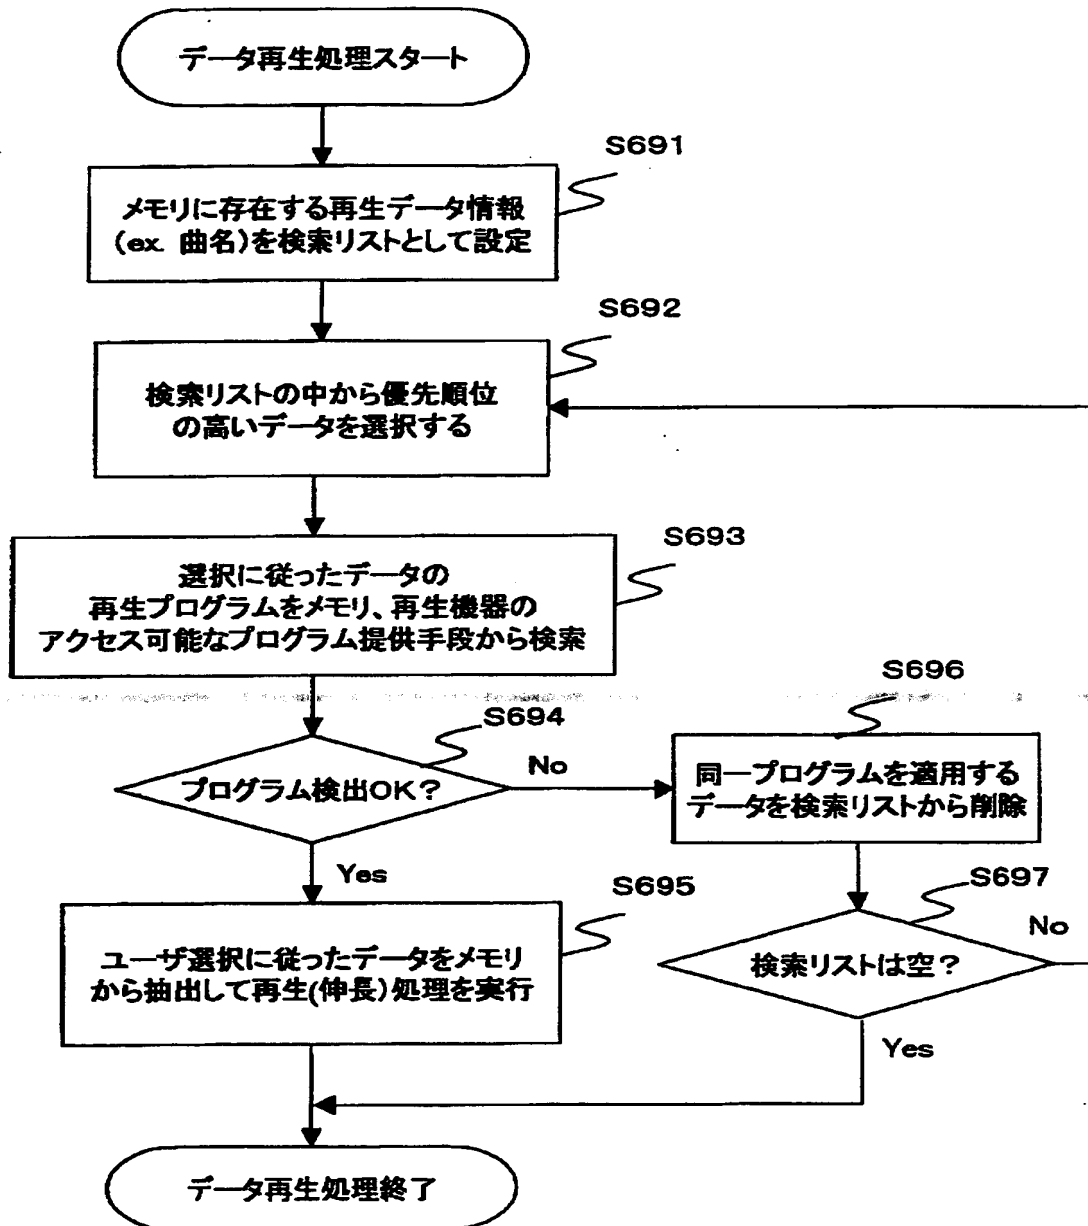 データ再生処理スタート
S691
メモリに存在する再生データ情報
(ex. 曲名)を検索リストとして設定
S692
検索リストの中から優先順位
の高いデータを選択する
S693
選択に従ったデータの
再生プログラムをメモリ、再生機器の
アクセス可能なプログラム提供手段から検索
S694
プログラム検出OK?
No
S696
同一プログラムを適用する
データを検索リストから削除
Yes
S695
ユーザ選択に従ったデータをメモリ
から抽出して再生(伸長)処理を実行
S697
検索リストは空?
No
Yes
データ再生処理終了